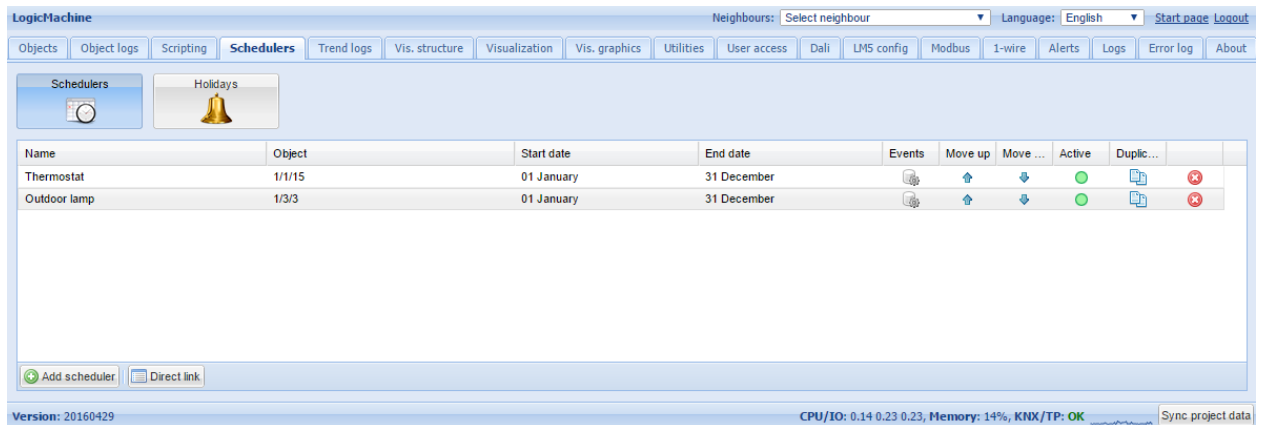 LogicMachine Neighbours: Select neighbour Language: English Start page Logout
Objects Object logs Scripting Schedulers Trend logs Vis. structure Visualization Vis. graphics Utilities User access Dali LM5 config Modbus 1-wire Alerts Logs Error log About
Schedulers Holidays
Name Object Start date End date Events Move up Move ... Active Duplic...
Thermostat 1/1/15 01 January 31 December
Outdoor lamp 1/3/3 01 January 31 December
Add scheduler Direct link
Version: 20160429 CPU/IO: 0.14 0.23 0.23, Memory: 14%, KNX/TP: OK Sync project data